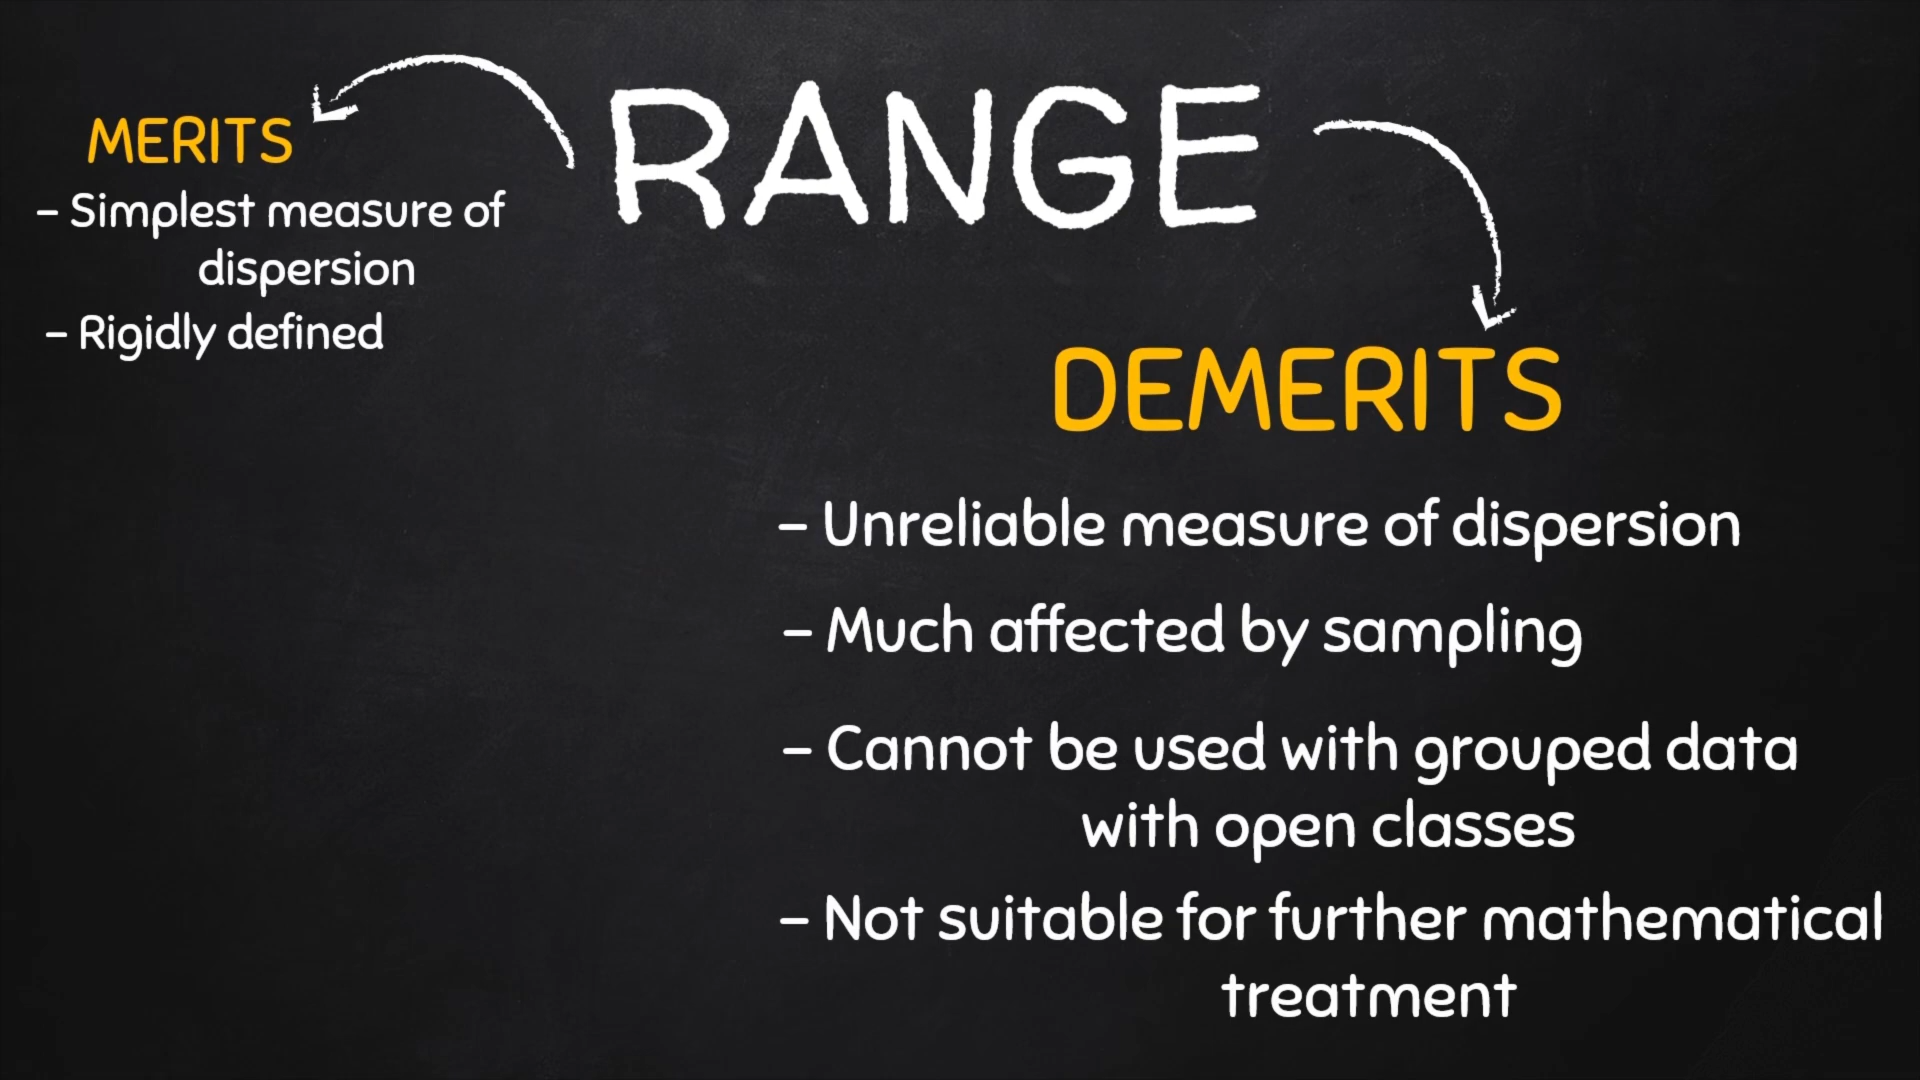 RANGE
MERITS
- Simplest measure of
dispersion
- Rigidly defined
DEMERITS
- Unreliable measure of dispersion
- Much affected by sampling
- Cannot be used with grouped data
with open classes
- Not suitable for further mathematical
treatment